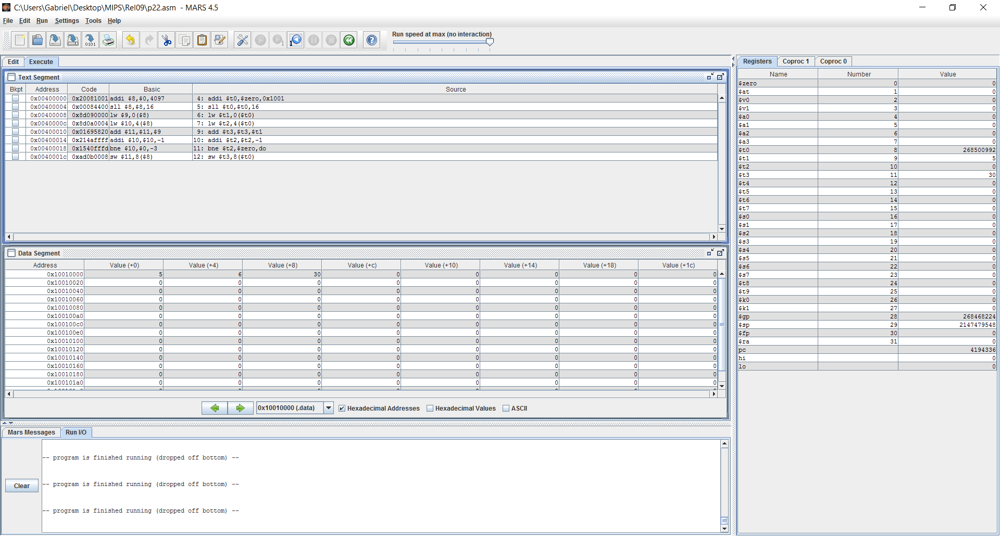 C:\Users\Gabriel\Desktop\MIPS\Rel09\p22.asm - MARS 4.5
File Edit Run Settings Tools Help
Run speed at max (no interaction)
Edit Execute
Text Segment
Bkpt Address Code Basic Source
0x00400000 0x20081001 addi $8,$0,4097 4: addi $t0,$zero,0x1001
0x00400004 0x00084400 sll $8,$8,16 5: sll $t0,$t0,16
0x00400008 0x8d090000 lw $9,0($8) 6: lw $t1,0($t0)
0x0040000c 0x8d0a0004 lw $10,4($8) 7: lw $t2,4($t0)
0x00400010 0x01695820 add $11,$11,$9 9: add $t3,$t3,$t1
0x00400014 0x214affff addi $10,$10,-1 10: addi $t2,$t2,-1
0x00400018 0x1540fffd bne $10,$0,-3 11: bne $t2,$zero,do
0x0040001c 0xad0b0008 sw $11,8($8) 12: sw $t3,8($t0)
Data Segment
Address Value (+0) Value (+4) Value (+8) Value (+c) Value (+10) Value (+14) Value (+18) Value (+1c)
0x10010000 5 6 30 0 0 0 0 0
0x10010020 0 0 0 0 0 0 0 0
0x10010040 0 0 0 0 0 0 0 0
0x10010060 0 0 0 0 0 0 0 0
0x10010080 0 0 0 0 0 0 0 0
0x100100a0 0 0 0 0 0 0 0 0
0x100100c0 0 0 0 0 0 0 0 0
0x100100e0 0 0 0 0 0 0 0 0
0x10010100 0 0 0 0 0 0 0 0
0x10010120 0 0 0 0 0 0 0 0
0x10010140 0 0 0 0 0 0 0 0
0x10010160 0 0 0 0 0 0 0 0
0x10010180 0 0 0 0 0 0 0 0
0x100101a0 0 0 0 0 0 0 0 0
0x10010000 (.data) Hexadecimal Addresses Hexadecimal Values ASCII
Mars Messages Run I/O
-- program is finished running (dropped off bottom) --
-- program is finished running (dropped off bottom) --
Clear
-- program is finished running (dropped off bottom) --
Registers Coproc 1 Coproc 0
Name Number Value
$zero 0 0
$at 1 0
$v0 2 0
$v1 3 0
$a0 4 0
$a1 5 0
$a2 6 0
$a3 7 0
$t0 8 268500992
$t1 9 5
$t2 10 0
$t3 11 30
$t4 12 0
$t5 13 0
$t6 14 0
$t7 15 0
$s0 16 0
$s1 17 0
$s2 18 0
$s3 19 0
$s4 20 0
$s5 21 0
$s6 22 0
$s7 23 0
$t8 24 0
$t9 25 0
$k0 26 0
$k1 27 0
$gp 28 268468224
$sp 29 2147479548
$fp 30 0
$ra 31 0
pc 4194336
hi 0
lo 0